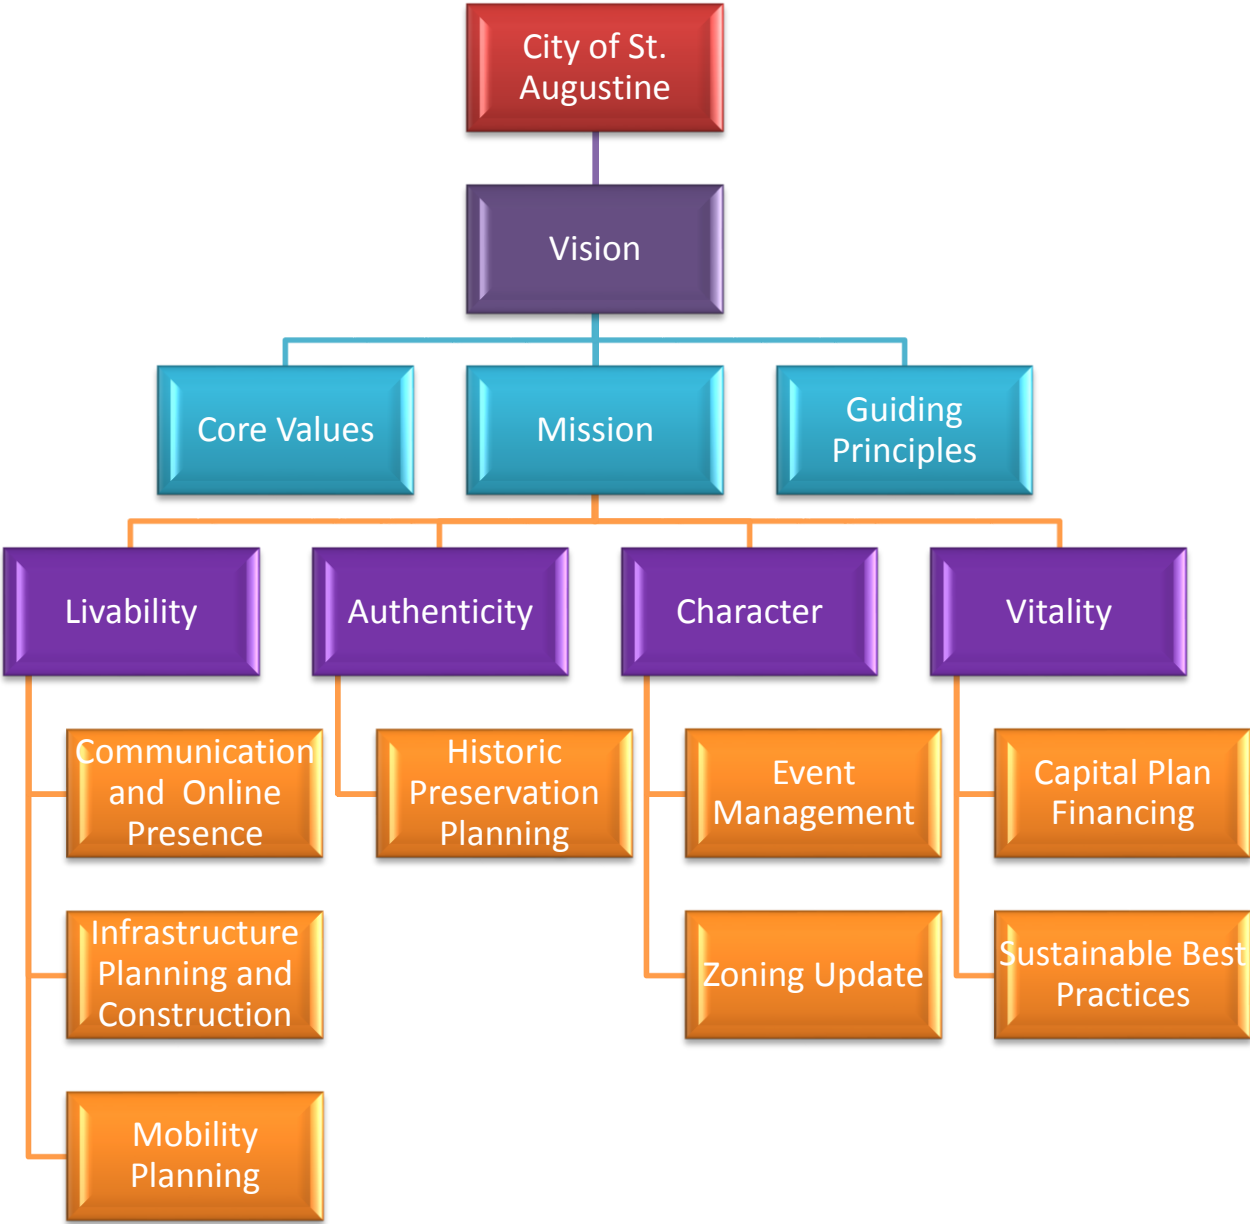 City of St.
Augustine
Vision
Core Values
Mission
Guiding
Principles
Livability
Authenticity
Character
Vitality
Communication
and Online
Presence
Historic
Preservation
Planning
Event
Management
Capital Plan
Financing
Infrastructure
Planning and
Construction
Zoning Update
Sustainable Best
Practices
Mobility
Planning